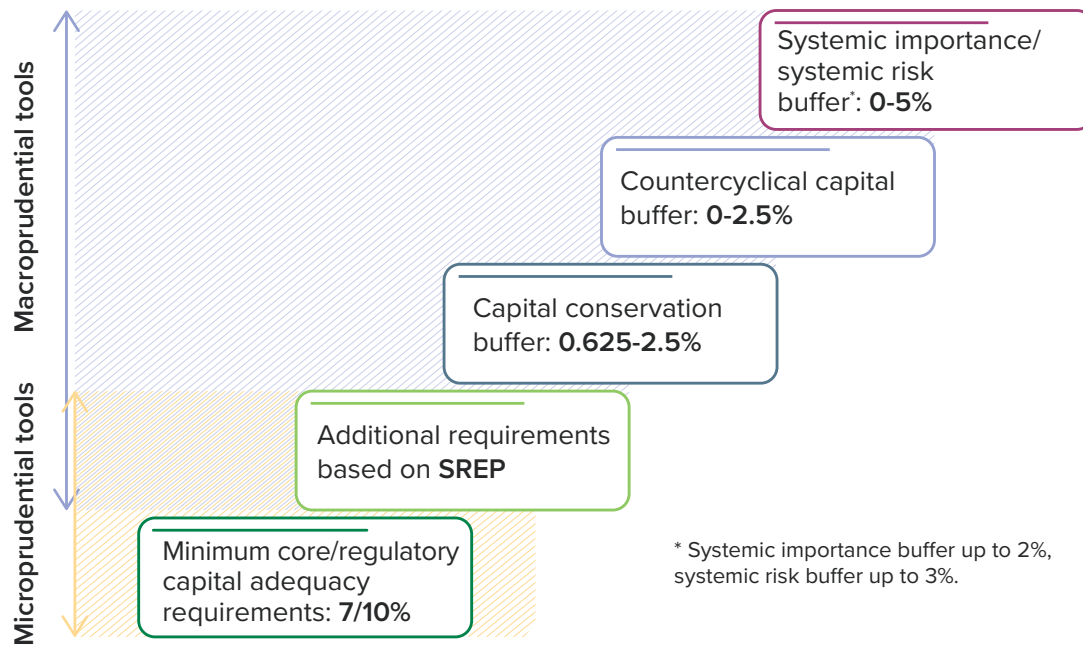 Macroprudential tools
Microprudential tools
Systemic importance/
systemic risk
buffer*: 0-5%
Countercyclical capital
buffer: 0-2.5%
Capital conservation
buffer: 0.625-2.5%
Additional requirements
based on SREP
Minimum core/regulatory
capital adequacy
requirements: 7/10%
* Systemic importance buffer up to 2%,
systemic risk buffer up to 3%.